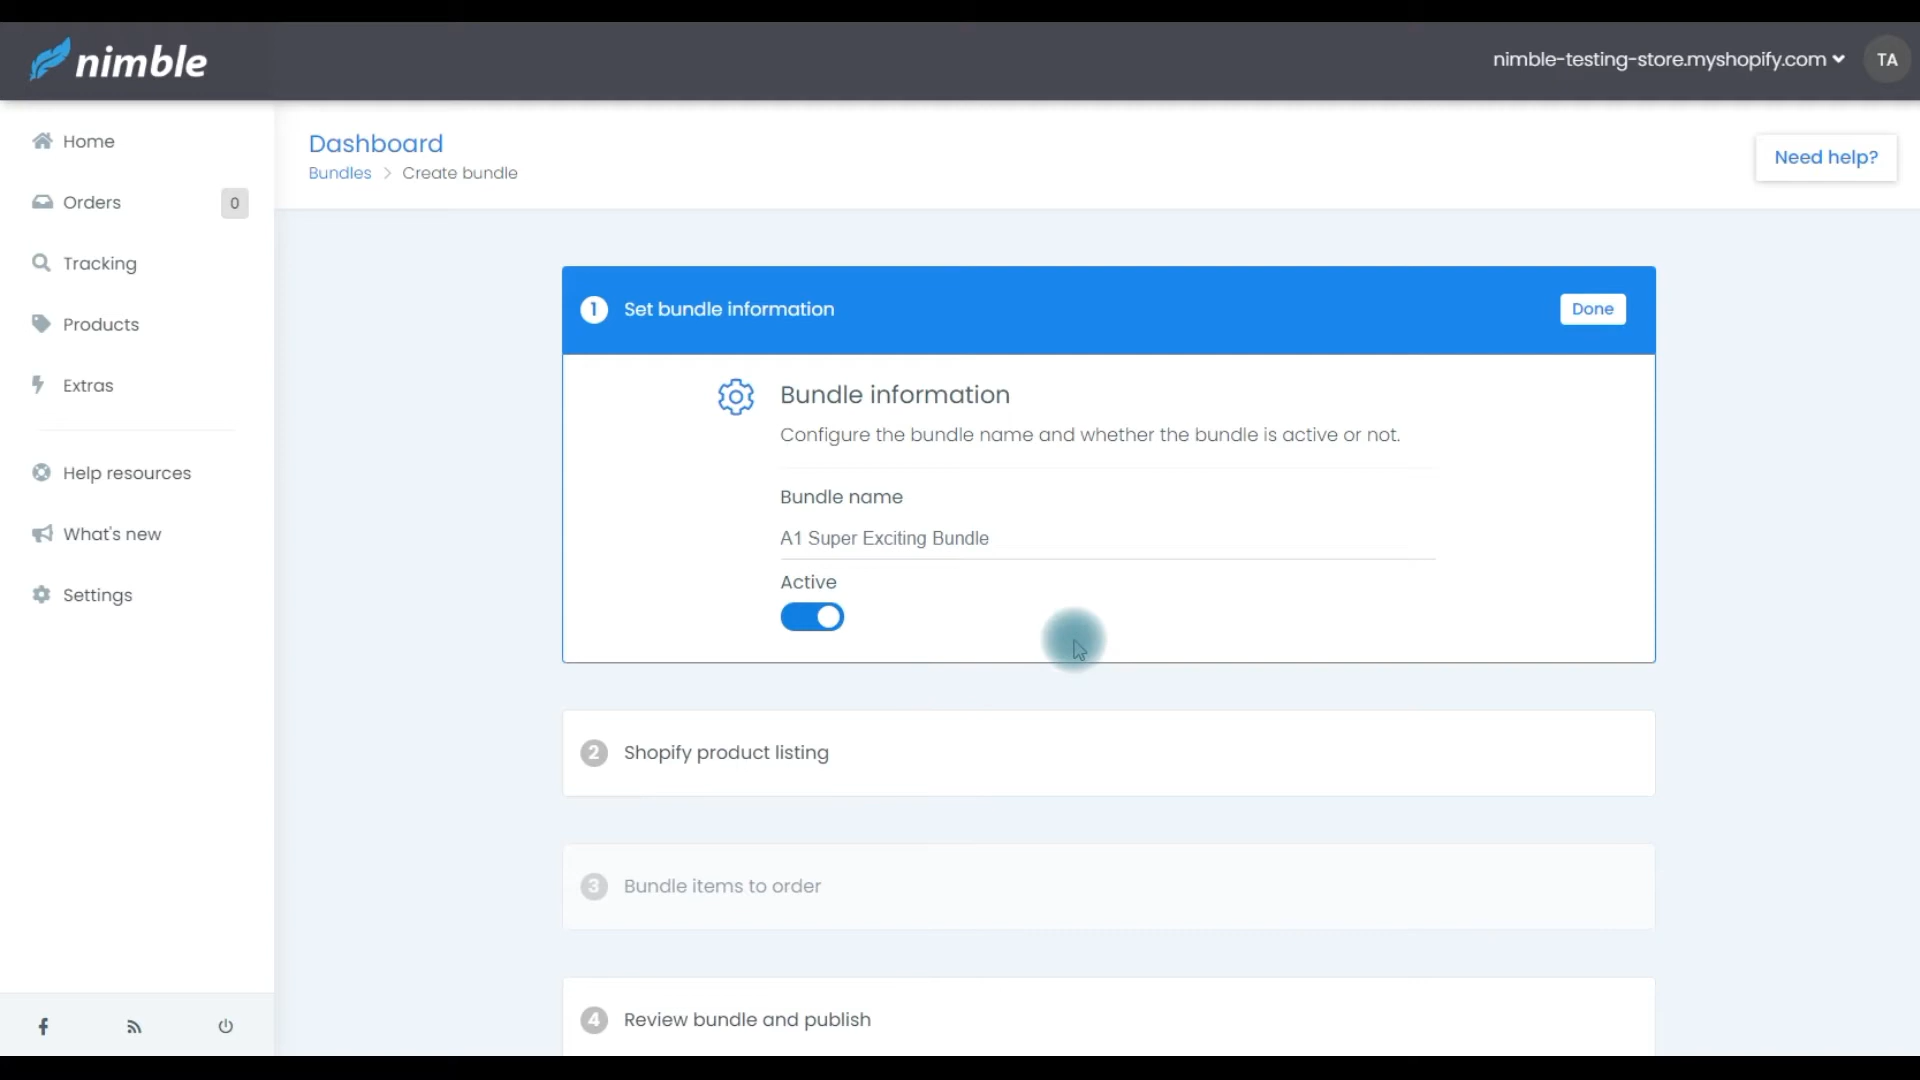 nimble
nimble-testing-store.myshopify.com
TA
Home
Orders
0
Tracking
Products
Extras
Help resources
What's new
Settings
Dashboard
Bundles > Create bundle
Need help?
1 Set bundle information
Done
Bundle information
Configure the bundle name and whether the bundle is active or not.
Bundle name
A1 Super Exciting Bundle
Active
2 Shopify product listing
3 Bundle items to order
4 Review bundle and publish